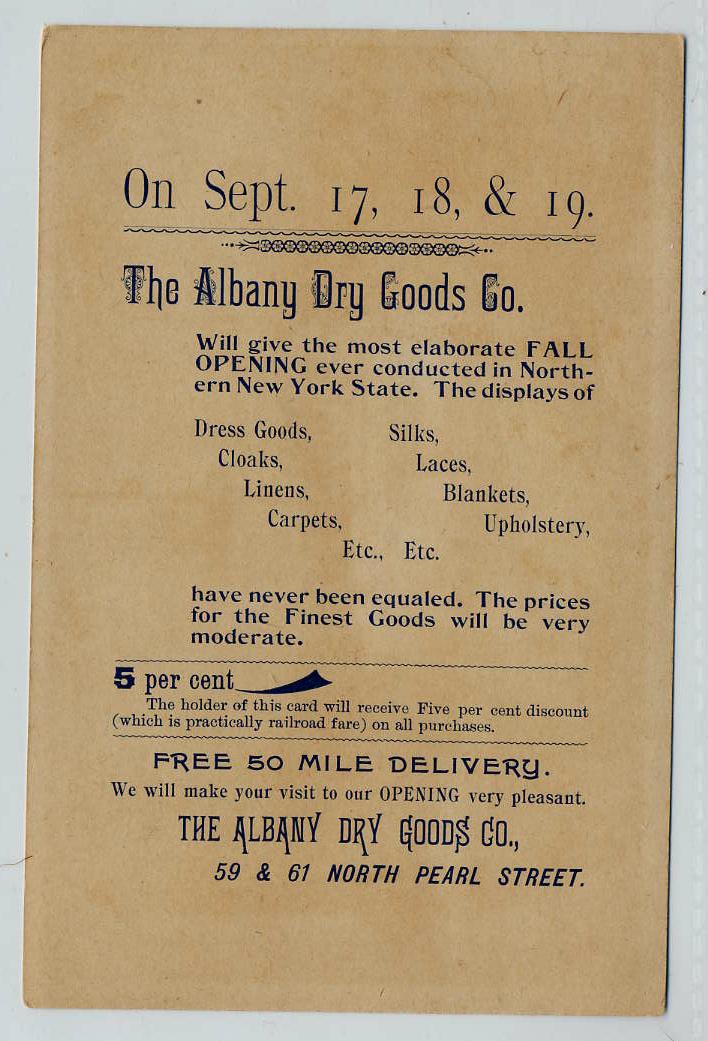 On Sept. 17, 18, & 19.
The Albany Dry Goods Co.
Will give the most elaborate FALL
OPENING ever conducted in North-
ern New York State. The displays of
Dress Goods, Silks,
Cloaks, Laces,
Linens, Blankets,
Carpets, Upholstery,
Etc., Etc.
have never been equaled. The prices
for the Finest Goods will be very
moderate.
5 per cent
The holder of this card will receive Five per cent discount
(which is practically railroad fare) on all purchases.
FREE 50 MILE DELIVERY.
We will make your visit to our OPENING very pleasant.
THE ALBANY DRY GOODS CO.,
59 & 61 NORTH PEARL STREET.